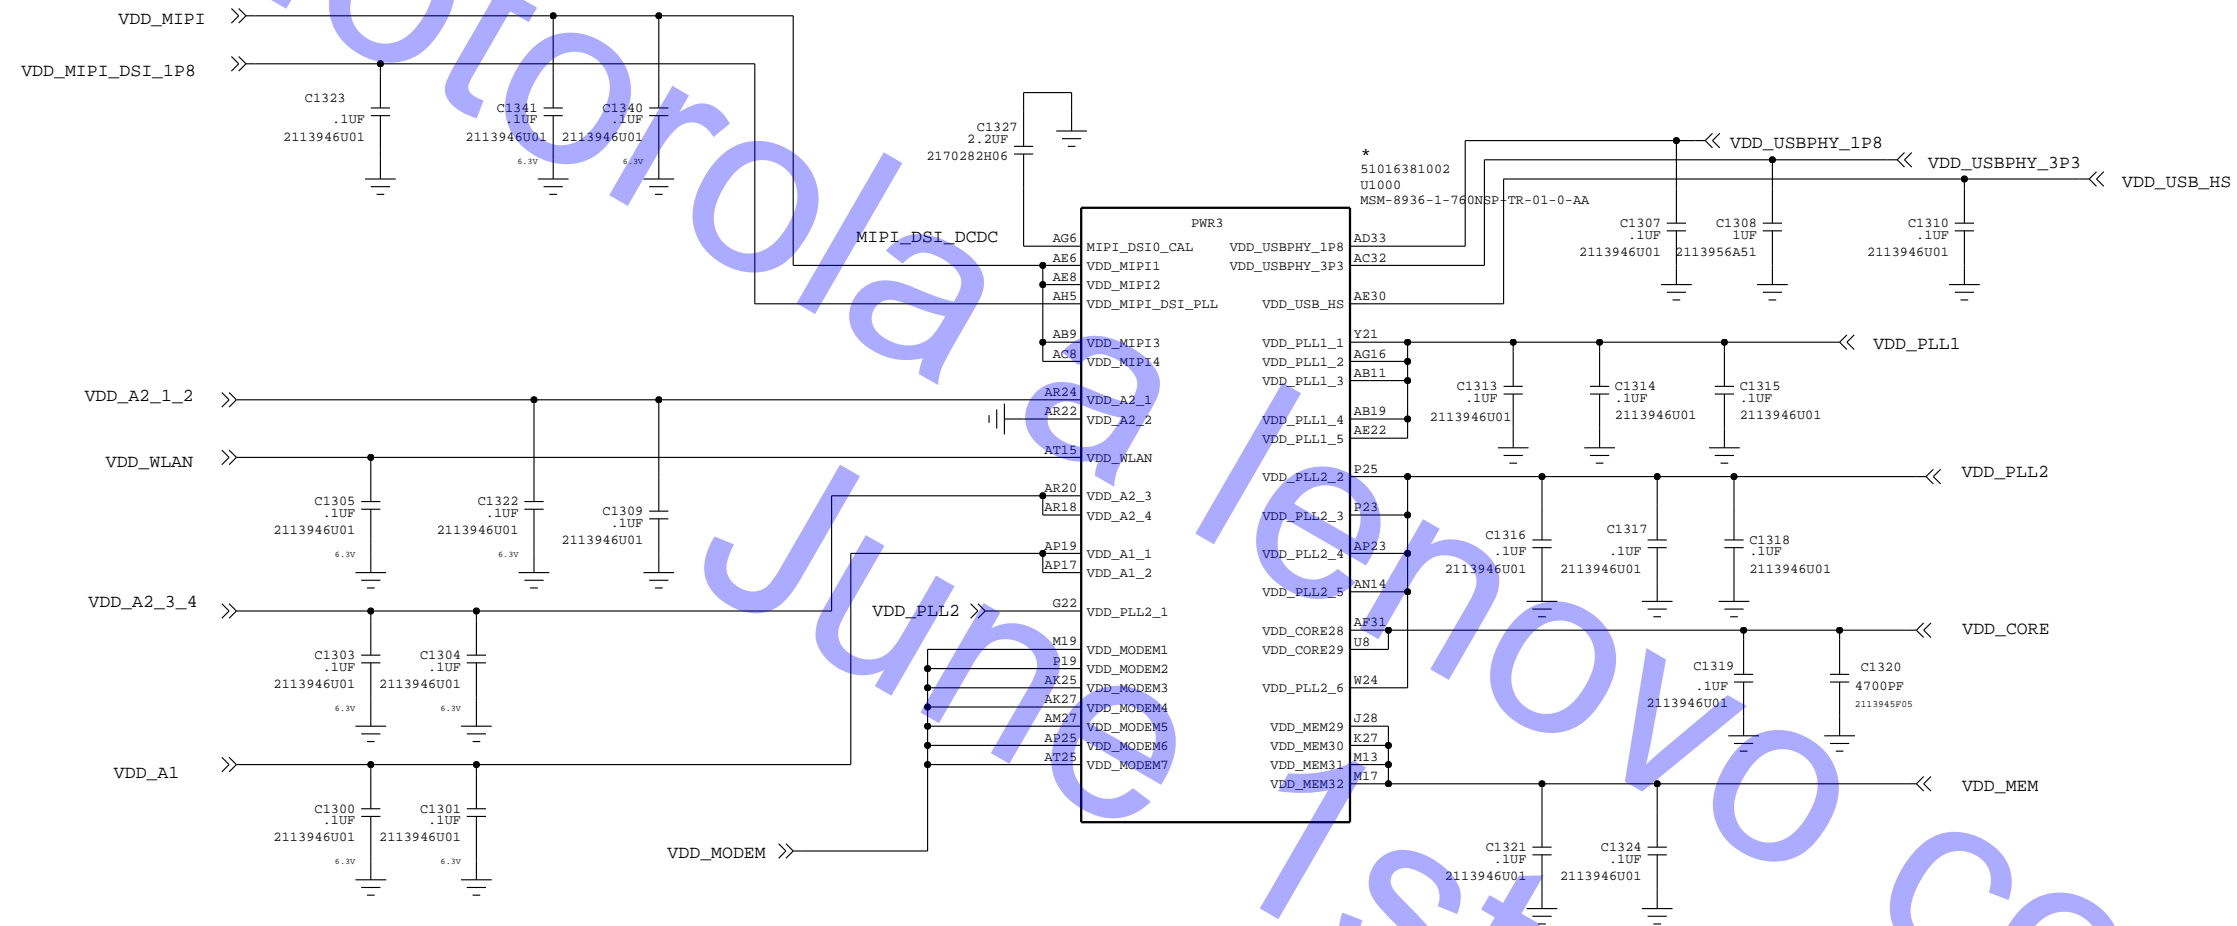 VDD_MIPI
VDD_MIPI_DSI_1P8
C1323
.1UF
2113946U01
C1341
.1UF
2113946U01
6.3V
C1340
.1UF
2113946U01
6.3V
C1327
2.2UF
2170282H06
MIPI_DSI_DCDC
*
51016381002
U1000
MSM-8936-1-760NSP-TR-01-0-AA
PWR3
VDD_USBPHY_1P8
VDD_USBPHY_3P3
VDD_USB_HS
C1307
.1UF
2113946U01
C1308
1UF
2113956A51
C1310
.1UF
2113946U01
AG6 MIPI_DSI0_CAL
AE6 VDD_MIPI1
AE8 VDD_MIPI2
AH5 VDD_MIPI_DSI_PLL
AB9 VDD_MIPI3
AC8 VDD_MIPI4
AR24 VDD_A2_1
AR22 VDD_A2_2
AT15 VDD_WLAN
AR20 VDD_A2_3
AR18 VDD_A2_4
AP19 VDD_A1_1
AP17 VDD_A1_2
G22 VDD_PLL2_1
M19 VDD_MODEM1
P19 VDD_MODEM2
AK25 VDD_MODEM3
AK27 VDD_MODEM4
AM27 VDD_MODEM5
AP25 VDD_MODEM6
AT25 VDD_MODEM7
VDD_USBPHY_1P8 AD33
VDD_USBPHY_3P3 AC32
VDD_USB_HS AE30
VDD_PLL1_1 Y21
VDD_PLL1_2 AG16
VDD_PLL1_3 AB11
VDD_PLL1_4 AB19
VDD_PLL1_5 AE22
VDD_PLL2_2 P25
VDD_PLL2_3 P23
VDD_PLL2_4 AP23
VDD_PLL2_5 AN14
VDD_CORE28 AF31
VDD_CORE29 U8
VDD_PLL2_6 W24
VDD_MEM29 J28
VDD_MEM30 K27
VDD_MEM31 M13
VDD_MEM32 M17
VDD_PLL1
C1313
.1UF
2113946U01
C1314
.1UF
2113946U01
C1315
.1UF
2113946U01
VDD_PLL2
C1316
.1UF
2113946U01
C1317
.1UF
2113946U01
C1318
.1UF
2113946U01
VDD_CORE
C1319
.1UF
2113946U01
C1320
4700PF
2113945F05
VDD_MEM
C1321
.1UF
2113946U01
C1324
.1UF
2113946U01
VDD_A2_1_2
VDD_WLAN
C1305
.1UF
2113946U01
6.3V
C1322
.1UF
2113946U01
6.3V
C1309
.1UF
2113946U01
VDD_A2_3_4
C1303
.1UF
2113946U01
6.3V
C1304
.1UF
2113946U01
6.3V
VDD_A1
C1300
.1UF
2113946U01
6.3V
C1301
.1UF
2113946U01
6.3V
VDD_PLL2
VDD_MODEM
otorola a lenovo co
June 1st